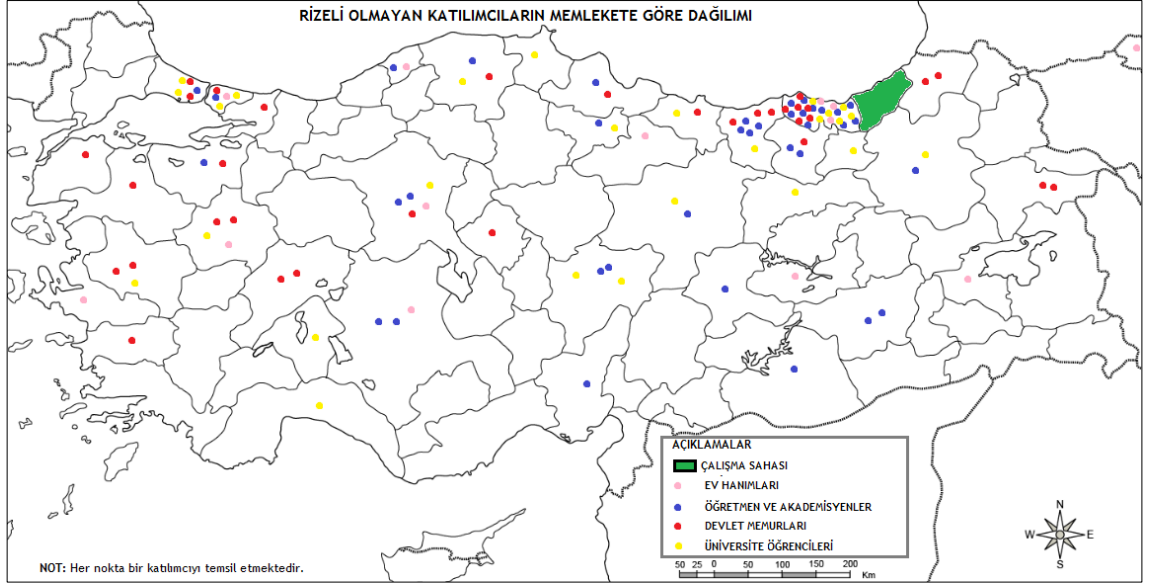 RİZELİ OLMAYAN KATILIMCILARIN MEMLEKETE GÖRE DAĞILIMI
AÇIKLAMALAR
ÇALIŞMA SAHASI
EV HANIMLARI
ÖĞRETMEN VE AKADEMİSYENLER
DEVLET MEMURLARI
ÜNİVERSİTE ÖĞRENCİLERİ
N
W E
S
50 25 0 50 100 150 200
Km
NOT: Her nokta bir katılımcıyı temsil etmektedir.